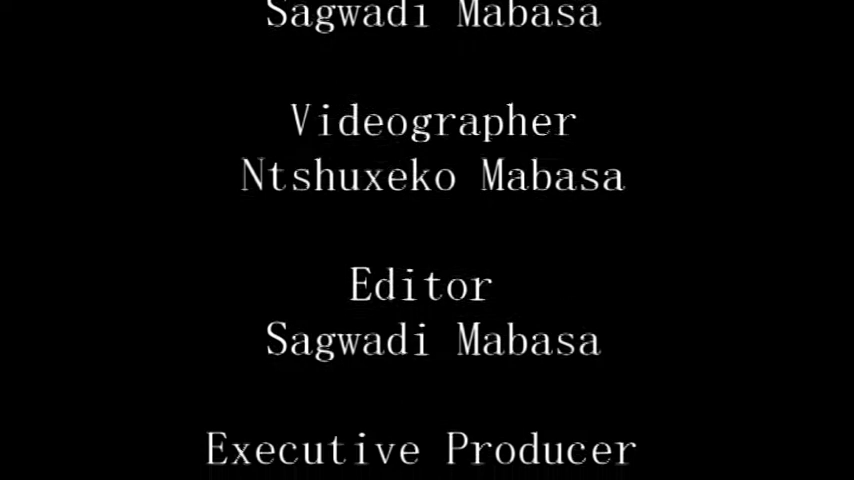 Sagwadi Mabasa
Videographer
Ntshuxeko Mabasa
Editor
Sagwadi Mabasa
Executive Producer